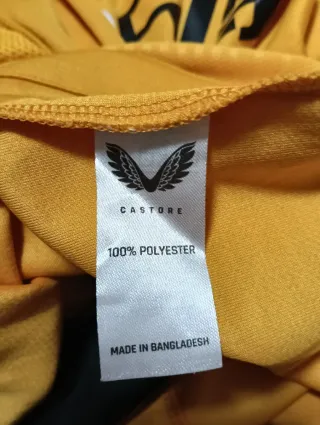 CASTORE
100% POLYESTER
MADE IN BANGLADESH